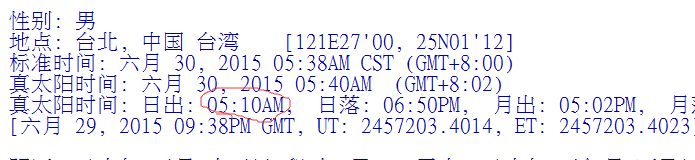 性别: 男
地点: 台北, 中国 台湾 [121E27'00, 25N01'12]
标准时间: 六月 30, 2015 05:38AM CST (GMT+8:00)
真太阳时间: 六月 30, 2015 05:40AM (GMT+8:02)
真太阳时间: 日出: 05:10AM, 日落: 06:50PM, 月出: 05:02PM,
[六月 29, 2015 09:38PM GMT, UT: 2457203.4014, ET: 2457203.4023]